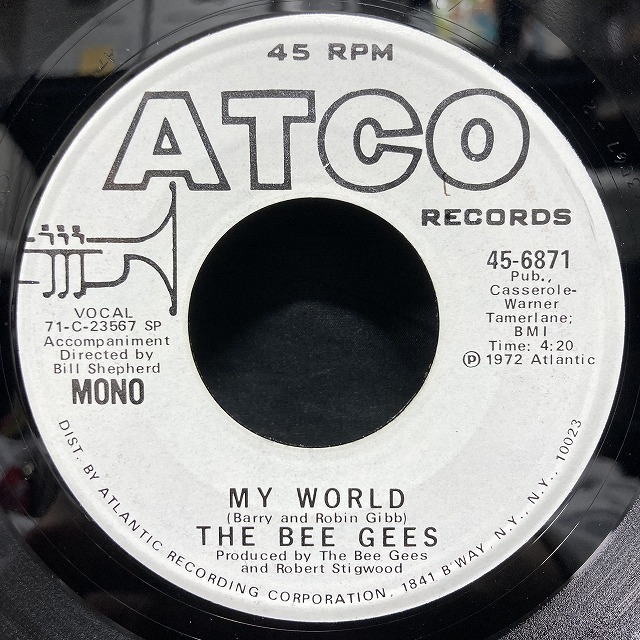 45 RPM
ATCO
RECORDS
45-6871
Pub.,
Casserole-
Warner
Tamerlane;
BMI
Time: 4:20
Ⓟ 1972 Atlantic
VOCAL
71-C-23567 SP
Accompaniment
Directed by
Bill Shepherd
MONO
MY WORLD
(Barry and Robin Gibb)
THE BEE GEES
Produced by The Bee Gees
and Robert Stigwood
DIST. BY ATLANTIC RECORDING CORPORATION, 1841 B'WAY, N.Y., N.Y., 10023